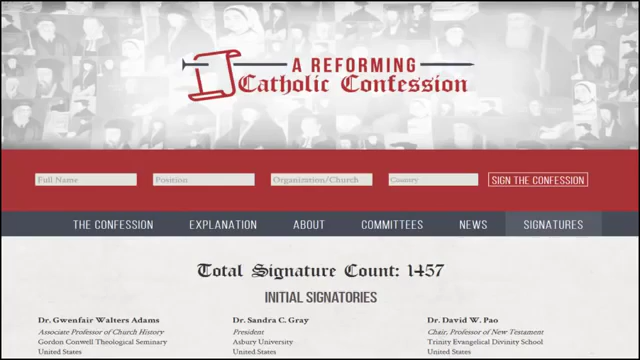 A REFORMING
Catholic Confession
Full Name Position Organization/Church Country SIGN THE CONFESSION
THE CONFESSION EXPLANATION ABOUT COMMITTEES NEWS SIGNATURES
Total Signature Count: 1457
INITIAL SIGNATORIES
Dr. Gwenfair Walters Adams
Associate Professor of Church History
Gordon Conwell Theological Seminary
United States
Dr. Sandra C. Gray
President
Asbury University
United States
Dr. David W. Pao
Chair, Professor of New Testament
Trinity Evangelical Divinity School
United States